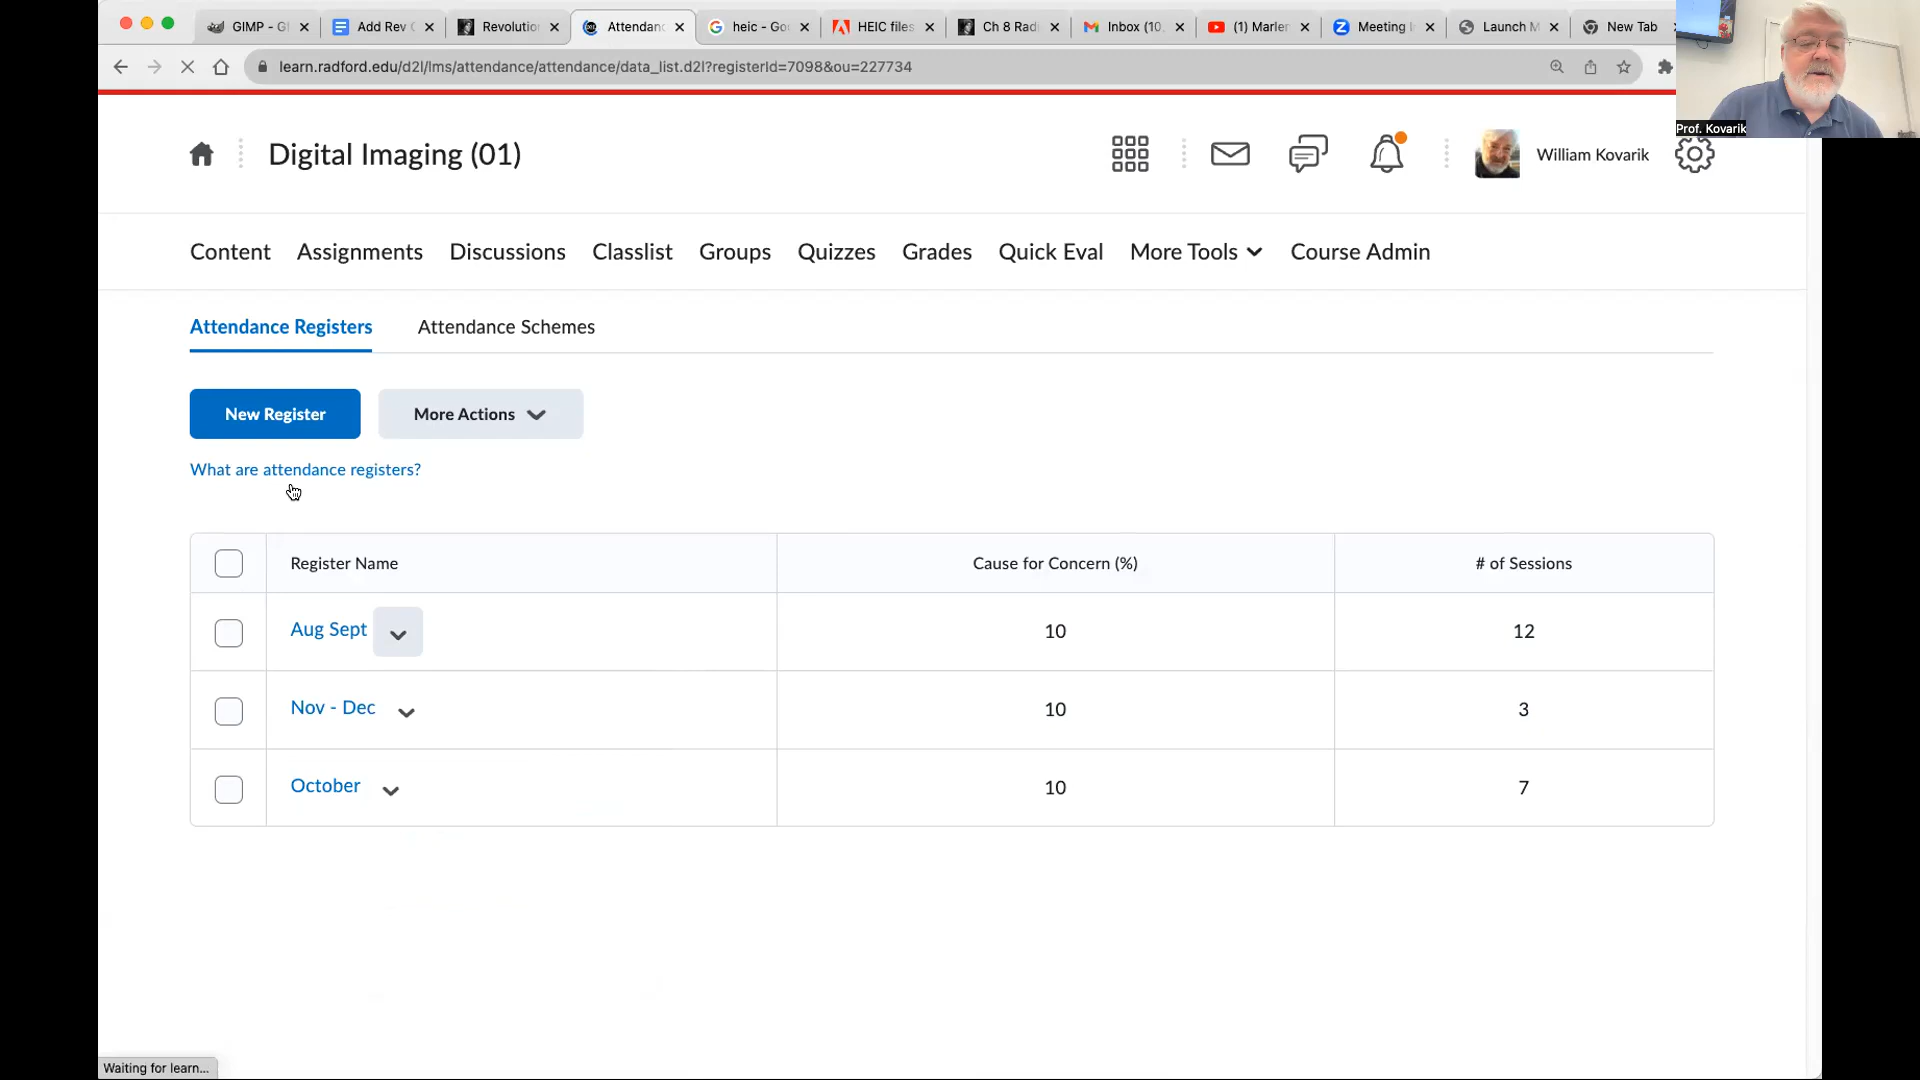 GIMP - G
Add Rev
Revolution
Attendanc
heic - Go
HEIC files
Ch 8 Radi
Inbox (10,
(1) Marler
Meeting
Launch M
New Tab
learn.radford.edu/d2l/lms/attendance/attendance/data_list.d2l?registerId=7098&ou=227734
Prof. Kovarik
Digital Imaging (01)
William Kovarik
Content Assignments Discussions Classlist Groups Quizzes Grades Quick Eval More Tools Course Admin
Attendance Registers Attendance Schemes
New Register More Actions
What are attendance registers?
Register Name Cause for Concern (%) # of Sessions
Aug Sept 10 12
Nov - Dec 10 3
October 10 7
Waiting for learn...